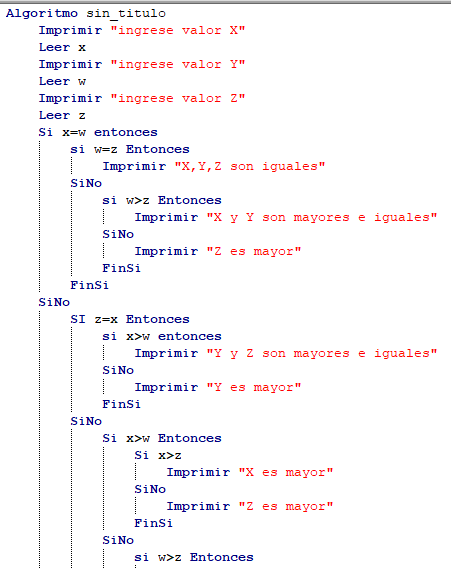 Algoritmo sin_titulo
Imprimir "ingrese valor X"
Leer x
Imprimir "ingrese valor Y"
Leer w
Imprimir "ingrese valor Z"
Leer z
Si x=w entonces
si w=z Entonces
Imprimir "X,Y,Z son iguales"
SiNo
si w>z Entonces
Imprimir "X y Y son mayores e iguales"
SiNo
Imprimir "Z es mayor"
FinSi
FinSi
SiNo
SI z=x Entonces
si x>w entonces
Imprimir "Y y Z son mayores e iguales"
SiNo
Imprimir "Y es mayor"
FinSi
SiNo
Si x>w Entonces
Si x>z
Imprimir "X es mayor"
SiNo
Imprimir "Z es mayor"
FinSi
SiNo
si w>z Entonces